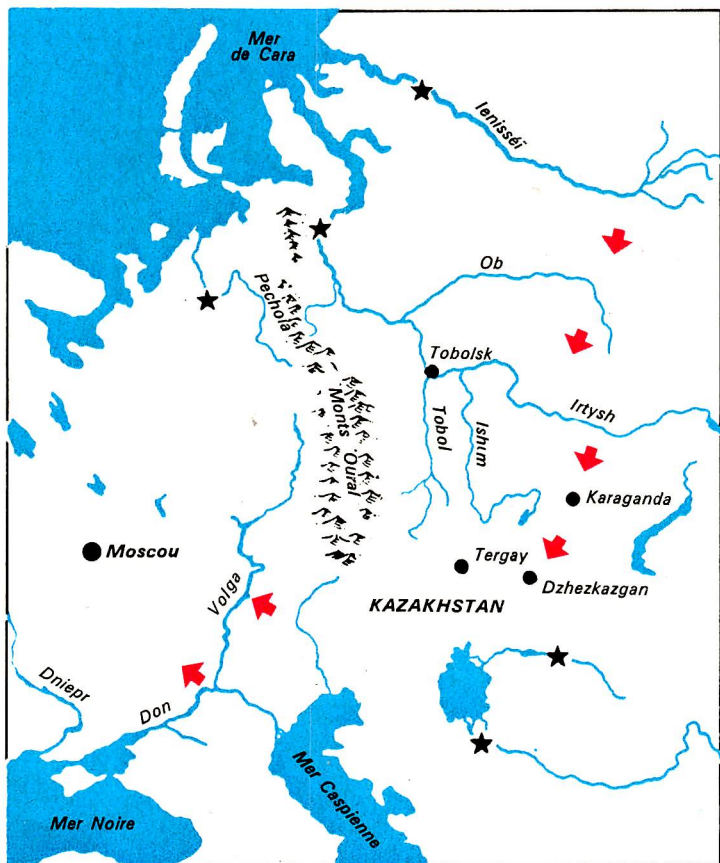 Mer
de Cara
Ienisséi
Ob
Pechola
Tobolsk
Irtysh
Monts
Oural
Tobol
Ishim
Karaganda
Moscou
Tergay
Dzhezkazgan
Volga
KAZAKHSTAN
Dniepr
Don
Mer Caspienne
Mer Noire